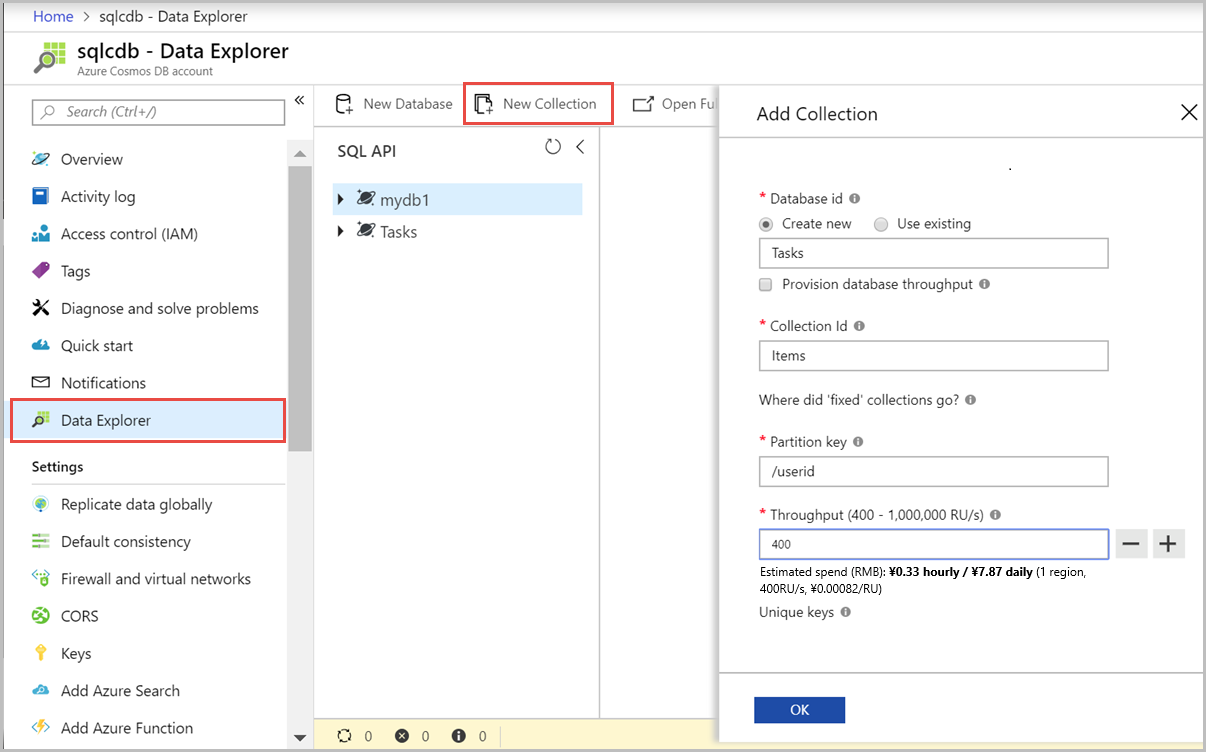 Home > sqlcdb - Data Explorer
sqlcdb - Data Explorer
Azure Cosmos DB account
Search (Ctrl+/)
«
Overview
Activity log
Access control (IAM)
Tags
Diagnose and solve problems
Quick start
Notifications
Data Explorer
Settings
Replicate data globally
Default consistency
Firewall and virtual networks
CORS
Keys
Add Azure Search
Add Azure Function
New Database
New Collection
Open Ful
SQL API
mydb1
Tasks
0 0 0
Add Collection
.
* Database id
Create new Use existing
Tasks
Provision database throughput
* Collection Id
Items
Where did 'fixed' collections go?
* Partition key
/userid
* Throughput (400 - 1,000,000 RU/s)
400
Estimated spend (RMB): ¥0.33 hourly / ¥7.87 daily (1 region,
400RU/s, ¥0.00082/RU)
Unique keys
OK